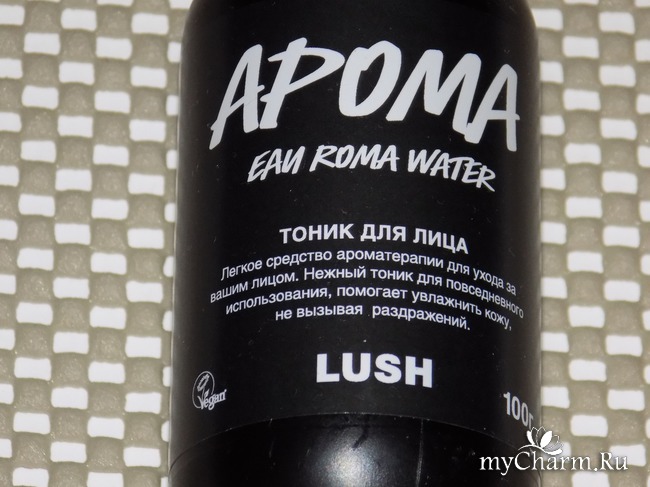 АРОМА
EAU ROMA WATER
ТОНИК ДЛЯ ЛИЦА
Легкое средство ароматерапии для ухода за
вашим лицом. Нежный тоник для повседневного
использования, помогает увлажнить кожу,
не вызывая раздражений.
LUSH
Vegan
100г
myCharm.Ru